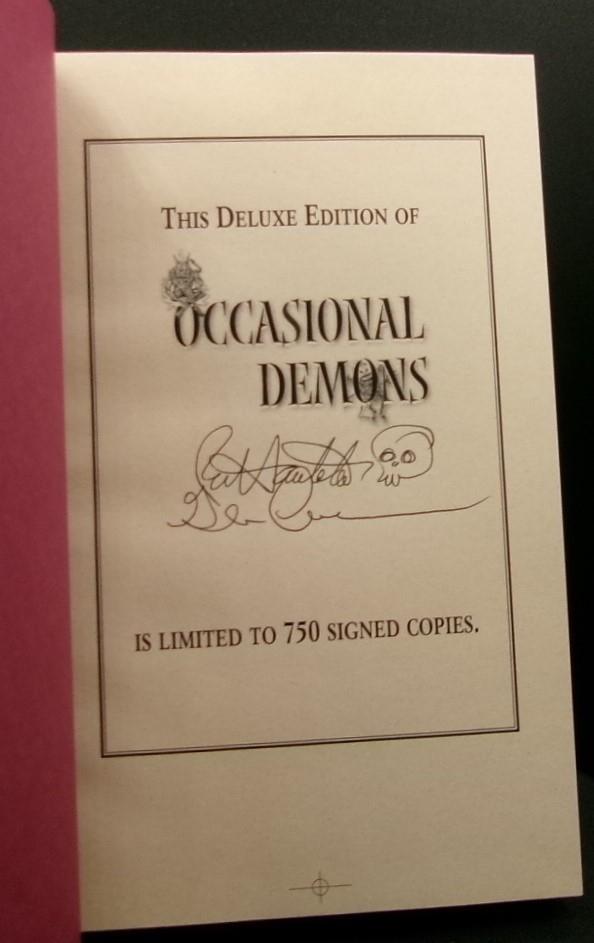 THIS DELUXE EDITION OF
OCCASIONAL
DEMONS
IS LIMITED TO 750 SIGNED COPIES.